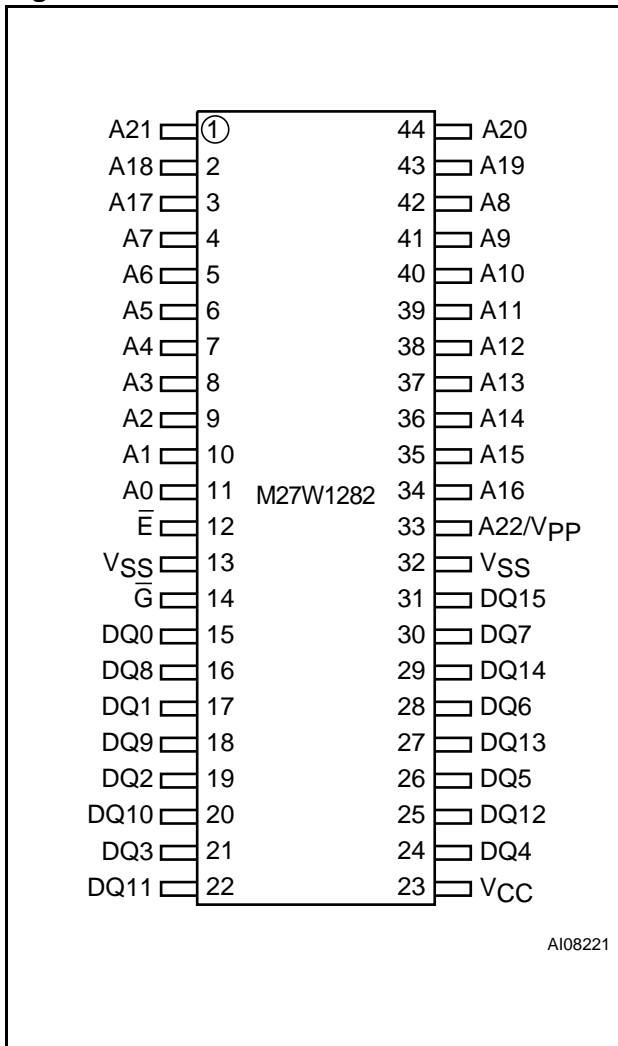 A21 1 44 A20
A18 2 43 A19
A17 3 42 A8
A7 4 41 A9
A6 5 40 A10
A5 6 39 A11
A4 7 38 A12
A3 8 37 A13
A2 9 36 A14
A1 10 35 A15
A0 11 M27W1282 34 A16
E̅ 12 33 A22/VPP
VSS 13 32 VSS
G̅ 14 31 DQ15
DQ0 15 30 DQ7
DQ8 16 29 DQ14
DQ1 17 28 DQ6
DQ9 18 27 DQ13
DQ2 19 26 DQ5
DQ10 20 25 DQ12
DQ3 21 24 DQ4
DQ11 22 23 VCC
AI08221